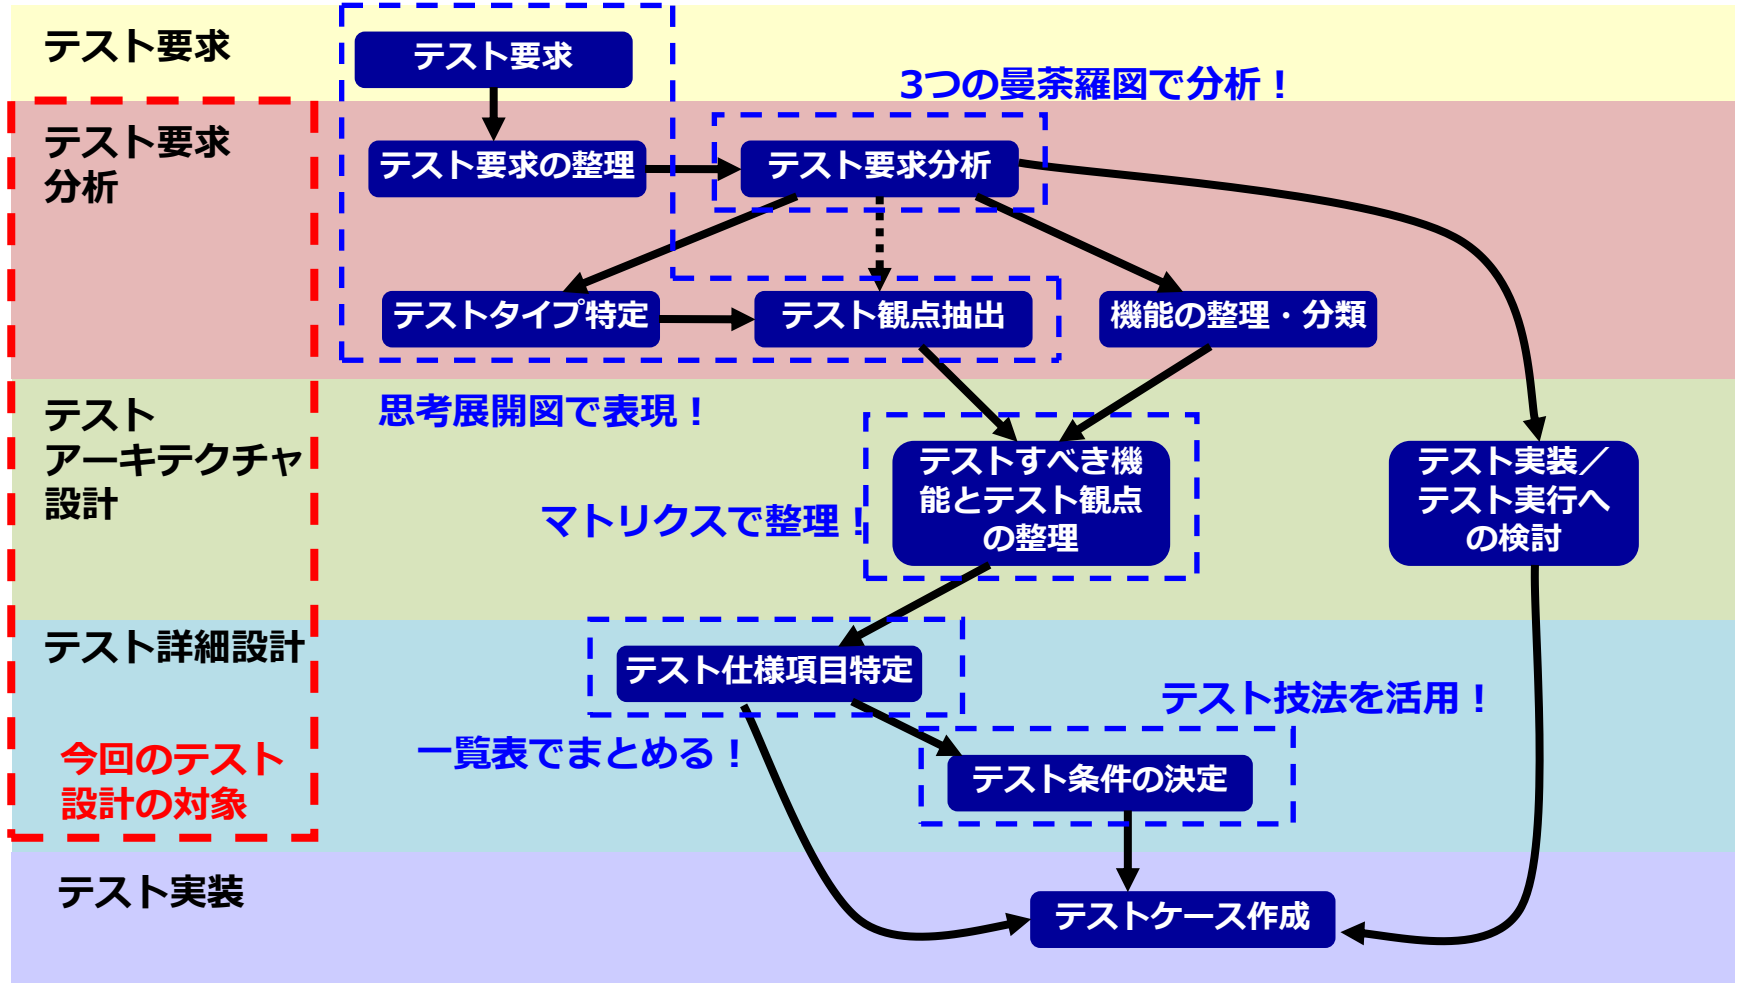 テスト要求
テスト要求
3つの曼荼羅図で分析！
テスト要求
分析
テスト要求の整理
テスト要求分析
テストタイプ特定
テスト観点抽出
機能の整理・分類
思考展開図で表現！
テスト
アーキテクチャ
設計
マトリクスで整理！
テストすべき機
能とテスト観点
の整理
テスト実装／
テスト実行へ
の検討
テスト詳細設計
テスト仕様項目特定
テスト技法を活用！
一覧表でまとめる！
今回のテスト
設計の対象
テスト条件の決定
テスト実装
テストケース作成